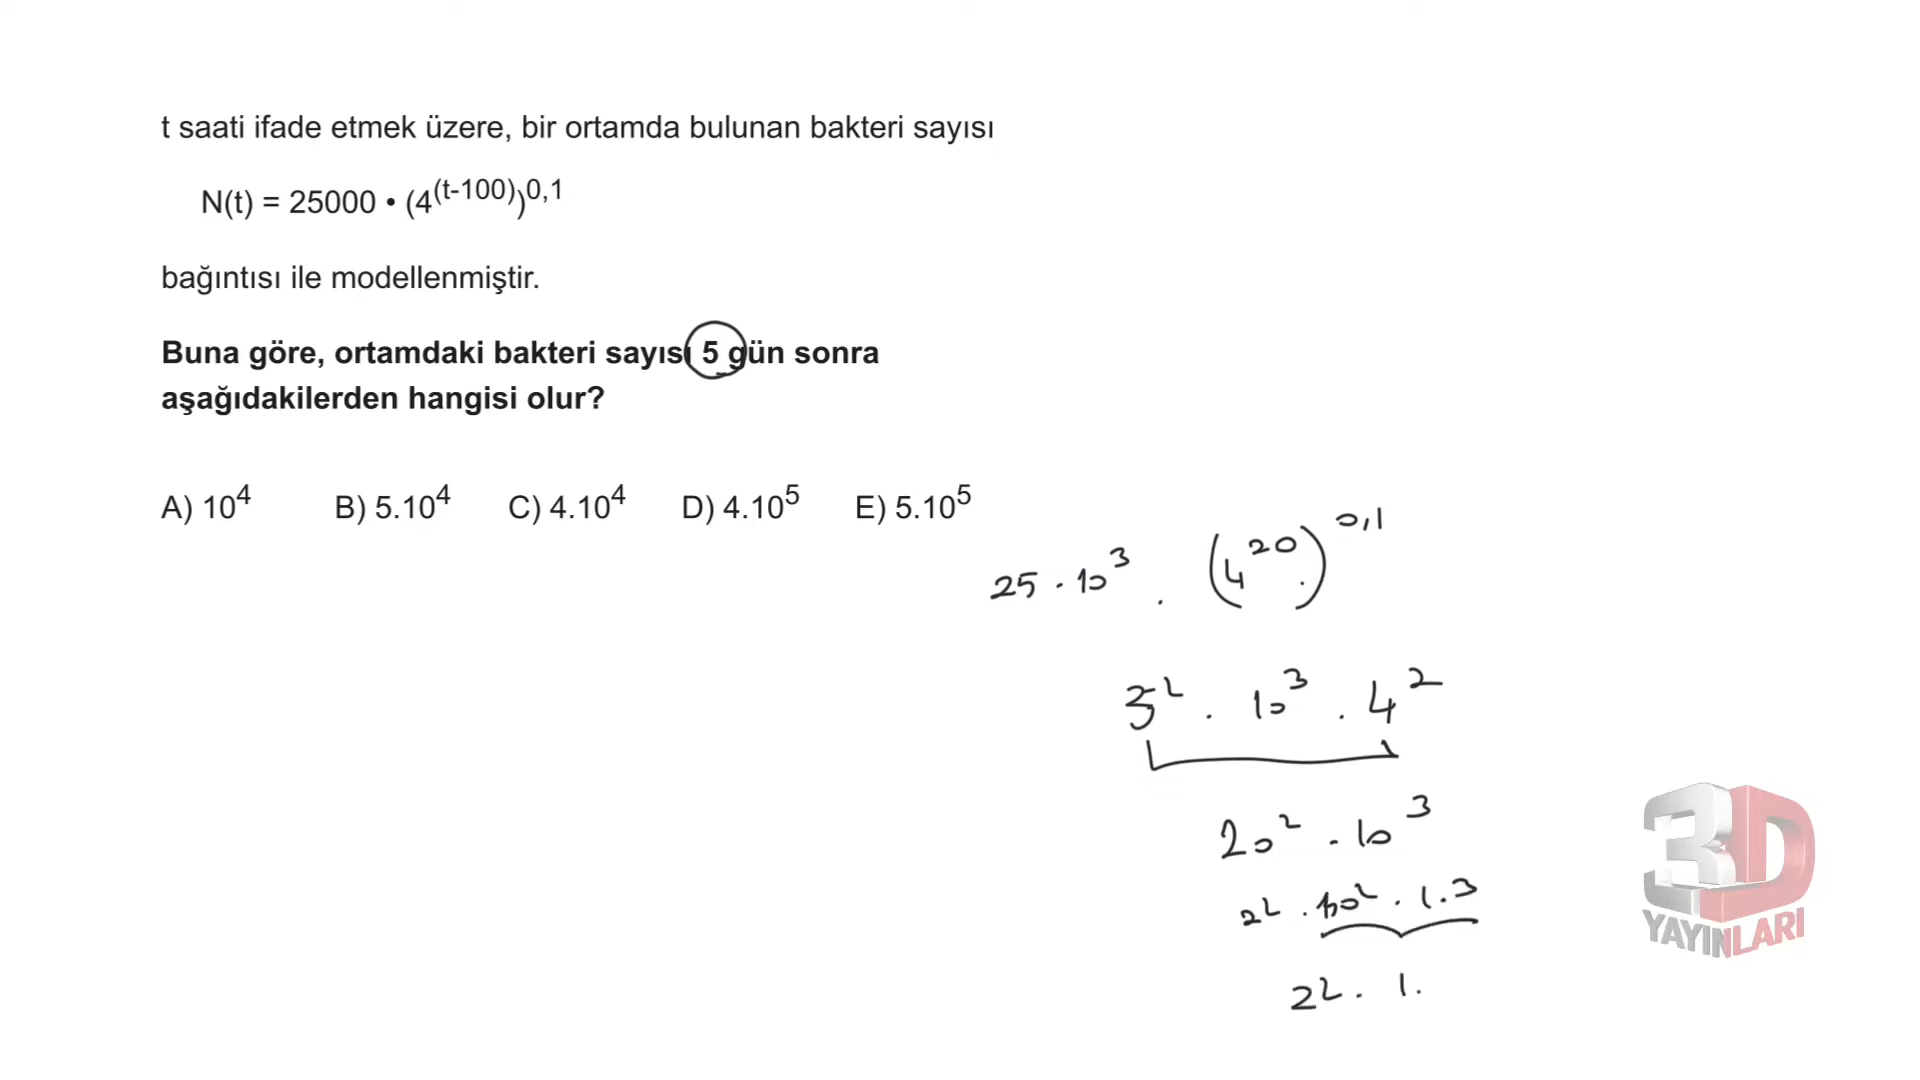 t saati ifade etmek üzere, bir ortamda bulunan bakteri sayısı
N(t) = 25000 • (4^(t-100))^0,1
bağıntısı ile modellenmiştir.
Buna göre, ortamdaki bakteri sayısı 5 gün sonra
aşağıdakilerden hangisi olur?
A) 10^4 B) 5.10^4 C) 4.10^4 D) 4.10^5 E) 5.10^5
25 . 10^3 . (4^20)^0,1
5^2 . 10^3 . 4^2
20^2 . 10^3
2^2 . 10^2 . 1.3
2^2 . 1.
3D
YAYINLARI